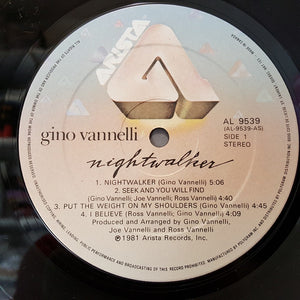 ARISTA
gino vannelli
AL 9539
(AL-9539-AS)
SIDE 1
STEREO
nightwalker
1. NIGHTWALKER (Gino Vannelli) 5:06
2. SEEK AND YOU WILL FIND
(Gino Vannelli; Joe Vannelli; Ross Vannelli) 4:40
3. PUT THE WEIGHT ON MY SHOULDERS (Gino Vannelli) 4:45
4. I BELIEVE (Ross Vannelli; Gino Vannelli) 4:09
Produced and Arranged by Gino Vannelli,
Joe Vannelli and Ross Vannelli
℗ 1981 Arista Records, Inc.